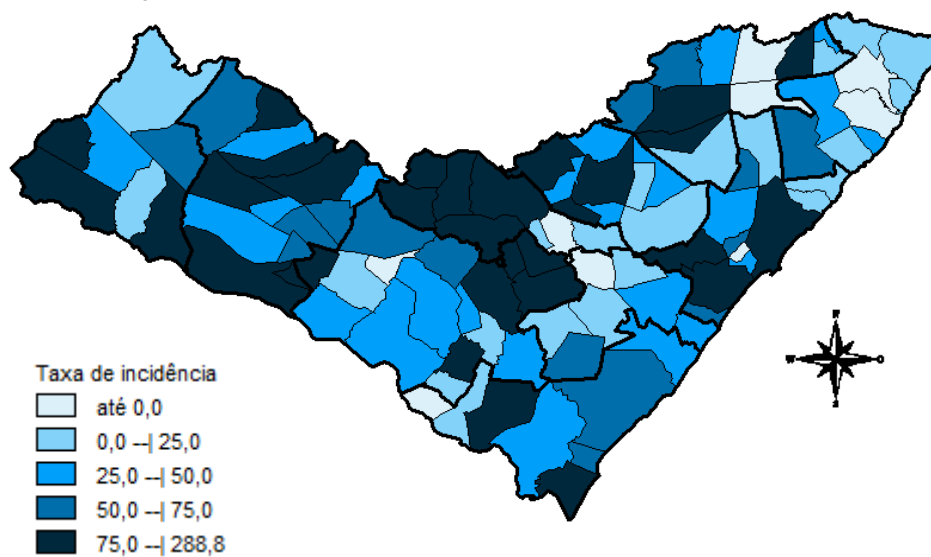 Taxa de incidência
até 0,0
0,0 --| 25,0
25,0 --| 50,0
50,0 --| 75,0
75,0 --| 288,8
W
O